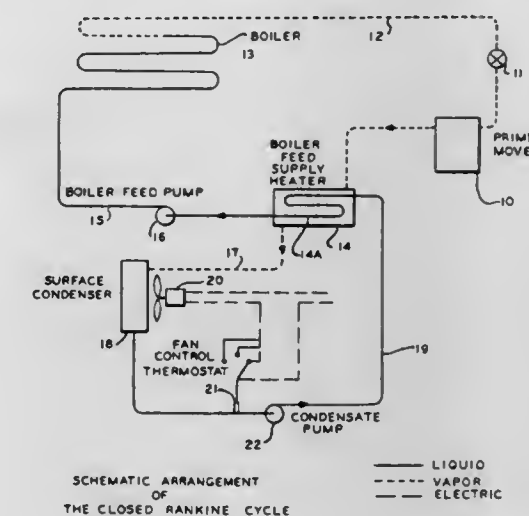 BOILER
13
12
11
PRIME
MOVE
10
BOILER
FEED
SUPPLY
HEATER
14A
14
BOILER FEED PUMP
15
16
17
SURFACE
CONDENSER
20
18
FAN
CONTROL
THERMOSTAT
19
21
22
CONDENSATE
PUMP
SCHEMATIC ARRANGEMENT
OF
THE CLOSED RANKINE CYCLE
LIQUID
VAPOR
ELECTRIC